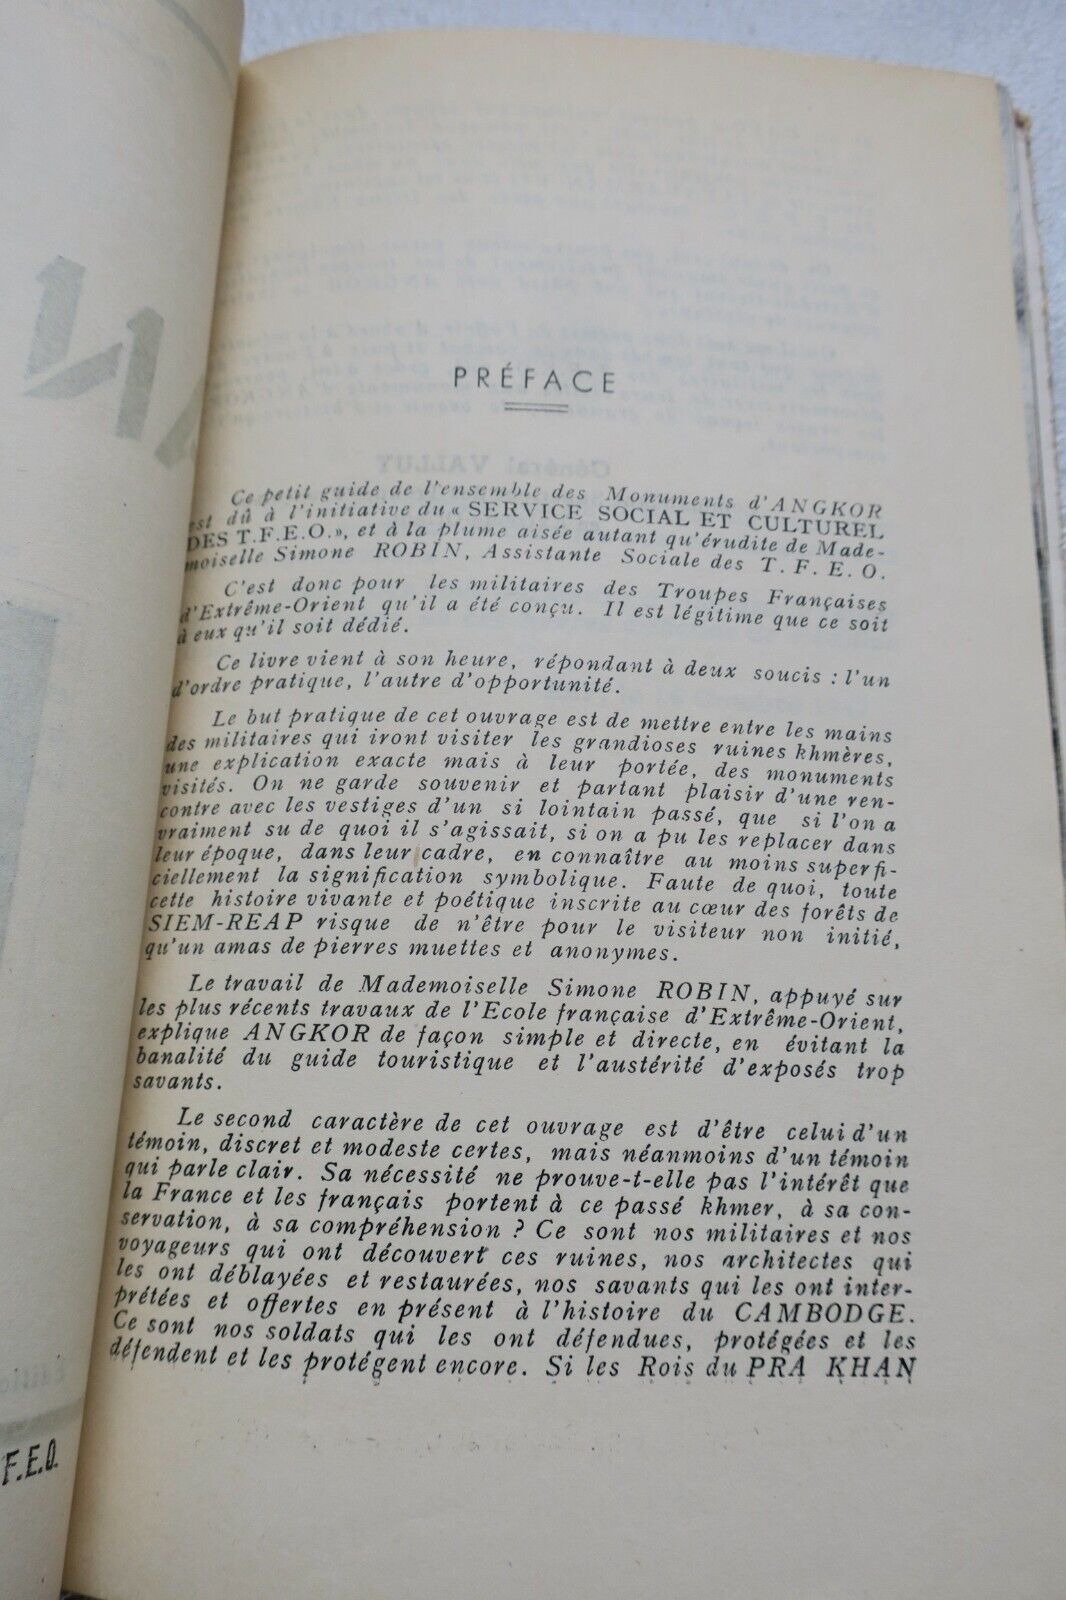 PRÉFACE
Ce petit guide de l'ensemble des Monuments d'ANGKOR
est dû à l'initiative du « SERVICE SOCIAL ET CULTUREL
DES T.F.E.O.», et à la plume aisée autant qu'érudite de Made-
moiselle Simone ROBIN, Assistante Sociale des T. F. E. O.
C'est donc pour les militaires des Troupes Françaises
d'Extrême-Orient qu'il a été conçu. Il est légitime que ce soit
à eux qu'il soit dédié.
Ce livre vient à son heure, répondant à deux soucis : l'un
d'ordre pratique, l'autre d'opportunité.
Le but pratique de cet ouvrage est de mettre entre les mains
des militaires qui iront visiter les grandioses ruines khmères,
une explication exacte mais à leur portée, des monuments
visités. On ne garde souvenir et partant plaisir d'une ren-
contre avec les vestiges d'un si lointain passé, que si l'on a
vraiment su de quoi il s'agissait, si on a pu les replacer dans
leur époque, dans leur cadre, en connaître au moins superfi-
ciellement la signification symbolique. Faute de quoi, toute
cette histoire vivante et poétique inscrite au cœur des forêts de
SIEM-REAP risque de n'être pour le visiteur non initié,
qu'un amas de pierres muettes et anonymes.
Le travail de Mademoiselle Simone ROBIN, appuyé sur
les plus récents travaux de l'Ecole française d'Extrême-Orient,
explique ANGKOR de façon simple et directe, en évitant la
banalité du guide touristique et l'austérité d'exposés trop
savants.
Le second caractère de cet ouvrage est d'être celui d'un
témoin, discret et modeste certes, mais néanmoins d'un témoin
qui parle clair. Sa nécessité ne prouve-t-elle pas l'intérêt que
la France et les français portent à ce passé khmer, à sa con-
servation, à sa compréhension ? Ce sont nos militaires et nos
voyageurs qui ont découvert ces ruines, nos architectes qui
les ont déblayées et restaurées, nos savants qui les ont inter-
prétées et offertes en présent à l'histoire du CAMBODGE.
Ce sont nos soldats qui les ont défendues, protégées et les
défendent et les protégent encore. Si les Rois du PRA KHAN
F.E.O.